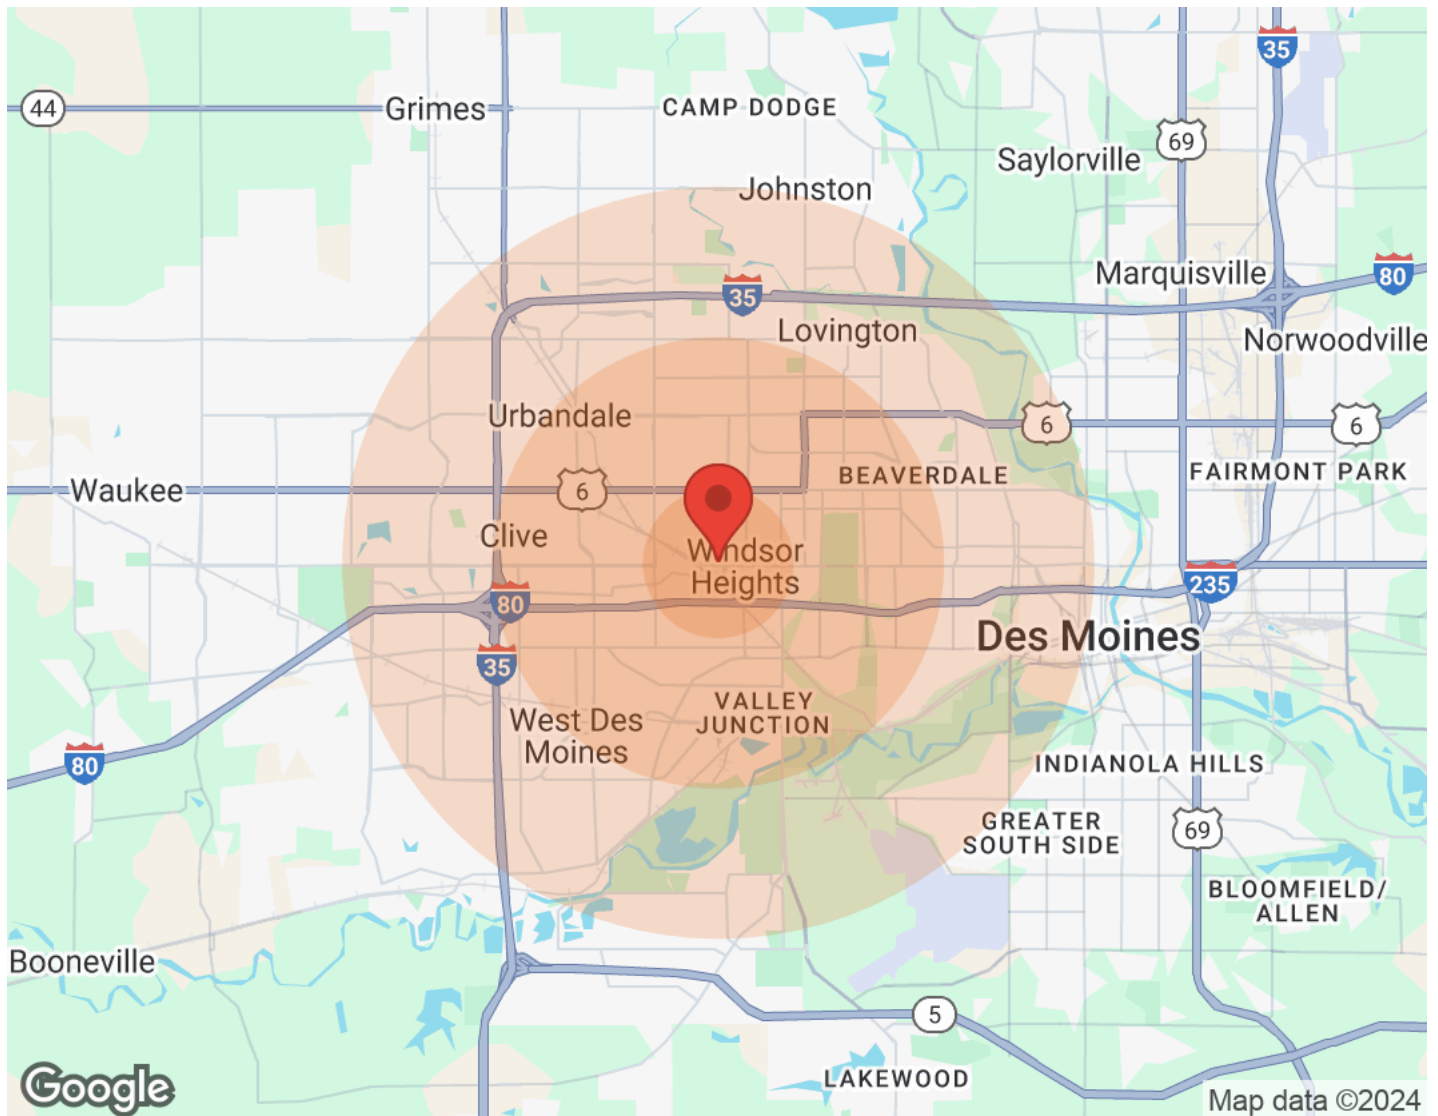 35
44
Grimes
CAMP DODGE
69
Saylorville
Johnston
Marquisville
80
35
Lovington
Norwoodville
Urbandale
6
6
BEAVERDALE
FAIRMONT PARK
Waukee
6
Clive
Windsor
Heights
235
80
Des Moines
35
VALLEY
JUNCTION
West Des
Moines
80
INDIANOLA HILLS
GREATER
SOUTH SIDE
69
BLOOMFIELD/
ALLEN
Booneville
5
LAKEWOOD
Google
Map data ©2024